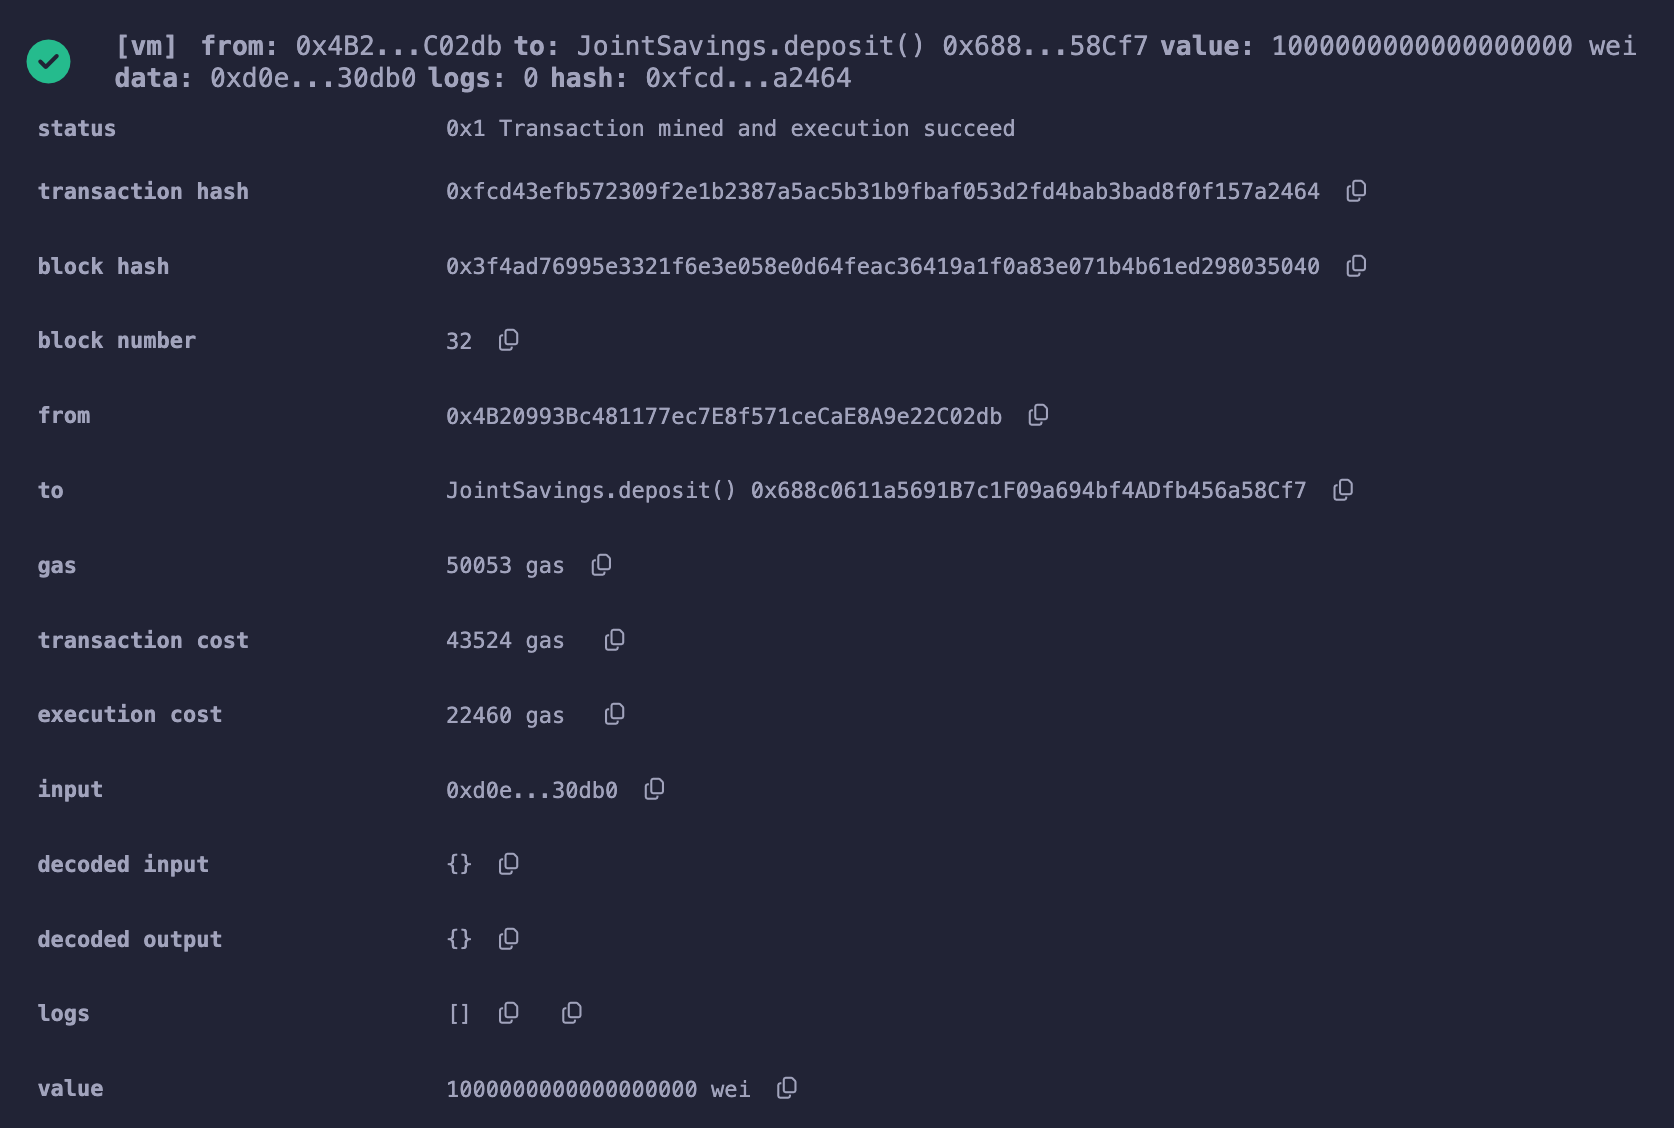 [vm] from: 0x4B2...C02db to: JointSavings.deposit() 0x688...58Cf7 value: 1000000000000000000 wei
data: 0xd0e...30db0 logs: 0 hash: 0xfcd...a2464
status 0x1 Transaction mined and execution succeed
transaction hash 0xfcd43efb572309f2e1b2387a5ac5b31b9fbaf053d2fd4bab3bad8f0f157a2464
block hash 0x3f4ad76995e3321f6e3e058e0d64feac36419a1f0a83e071b4b61ed298035040
block number 32
from 0x4B20993Bc481177ec7E8f571ceCaE8A9e22C02db
to JointSavings.deposit() 0x688c0611a5691B7c1F09a694bf4ADfb456a58Cf7
gas 50053 gas
transaction cost 43524 gas
execution cost 22460 gas
input 0xd0e...30db0
decoded input {}
decoded output {}
logs []
value 1000000000000000000 wei